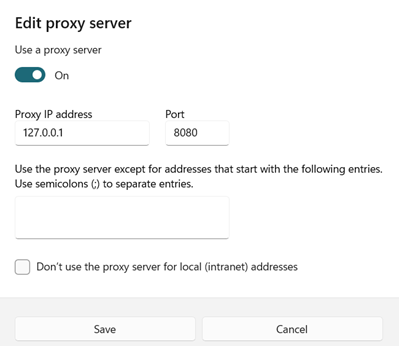 Edit proxy server
Use a proxy server
On
Proxy IP address Port
127.0.0.1 8080
Use the proxy server except for addresses that start with the following entries.
Use semicolons (;) to separate entries.
Don't use the proxy server for local (intranet) addresses
Save Cancel